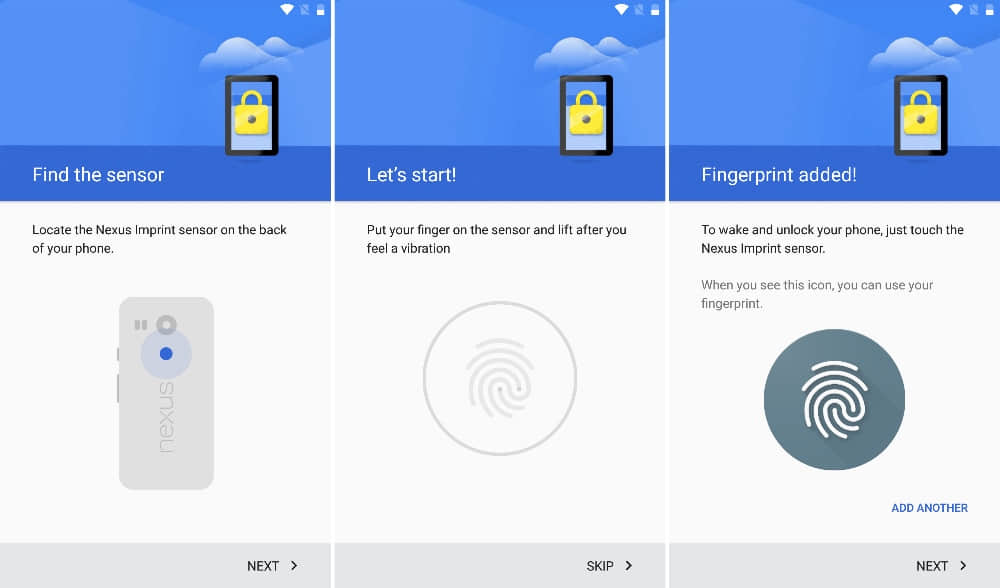 Find the sensor
Locate the Nexus Imprint sensor on the back
of your phone.
nexus
NEXT
Let's start!
Put your finger on the sensor and lift after you
feel a vibration
SKIP
Fingerprint added!
To wake and unlock your phone, just touch the
Nexus Imprint sensor.
When you see this icon, you can use your
fingerprint.
ADD ANOTHER
NEXT